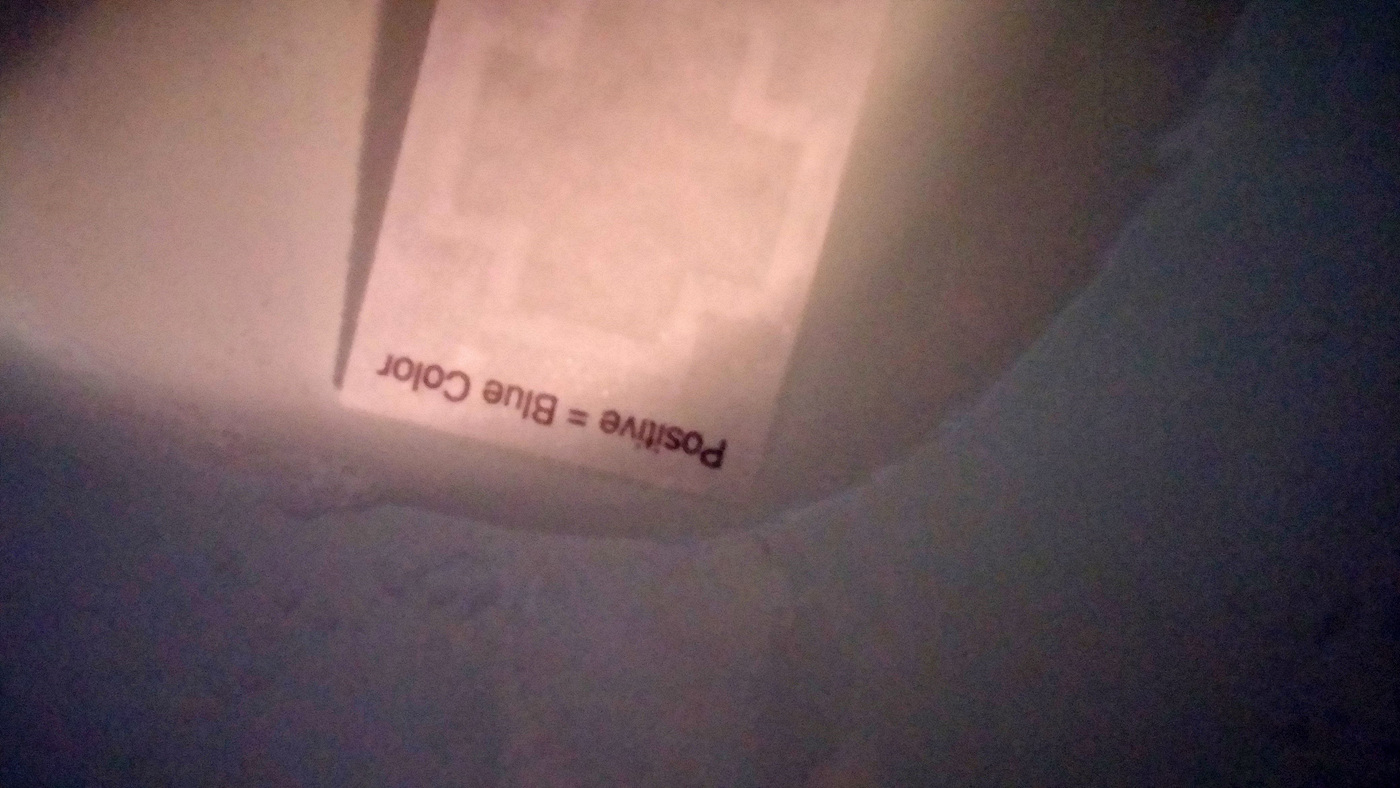 Positive = Blue Color